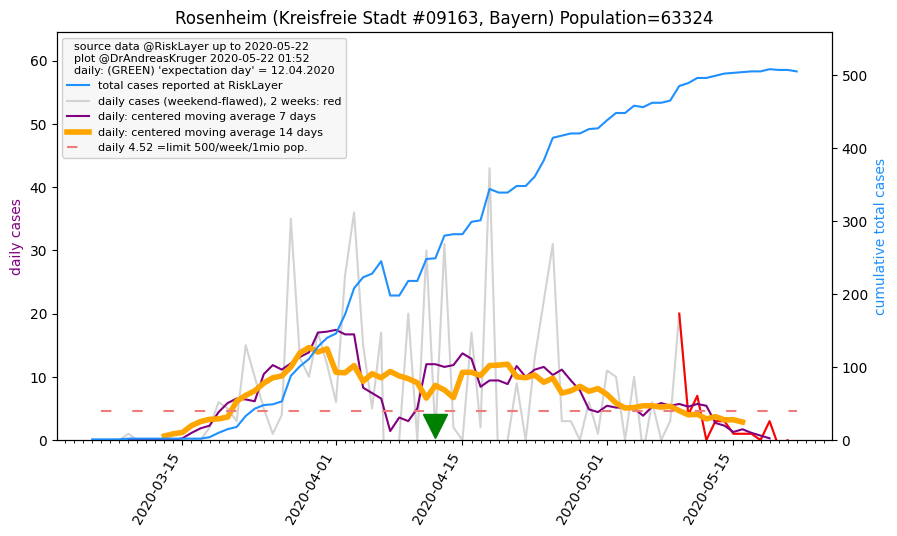 Rosenheim (Kreisfreie Stadt #09163, Bayern) Population=63324
source data @RiskLayer up to 2020-05-22
plot @DrAndreasKruger 2020-05-22 01:52
daily: (GREEN) 'expectation day' = 12.04.2020
total cases reported at RiskLayer
daily cases (weekend-flawed), 2 weeks: red
daily: centered moving average 7 days
daily: centered moving average 14 days
daily 4.52 =limit 500/week/1mio pop.
daily cases
60
50
40
30
20
10
0
cumulative total cases
500
400
300
200
100
0
2020-03-15
2020-04-01
2020-04-15
2020-05-01
2020-05-15